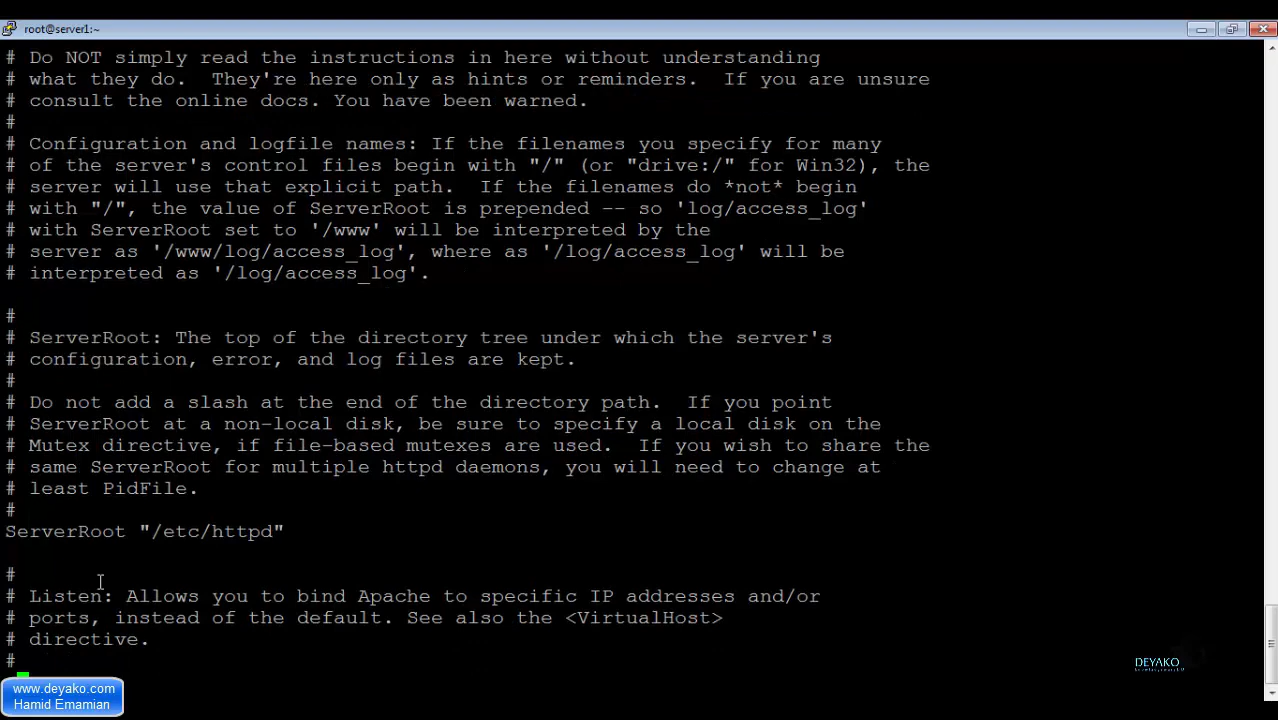 root@server1:~
# Do NOT simply read the instructions in here without understanding
# what they do.  They're here only as hints or reminders.  If you are unsure
# consult the online docs. You have been warned.
#
# Configuration and logfile names: If the filenames you specify for many
# of the server's control files begin with "/" (or "drive:/" for Win32), the
# server will use that explicit path.  If the filenames do *not* begin
# with "/", the value of ServerRoot is prepended -- so 'log/access_log'
# with ServerRoot set to '/www' will be interpreted by the
# server as '/www/log/access_log', where as '/log/access_log' will be
# interpreted as '/log/access_log'.
#
# ServerRoot: The top of the directory tree under which the server's
# configuration, error, and log files are kept.
#
# Do not add a slash at the end of the directory path.  If you point
# ServerRoot at a non-local disk, be sure to specify a local disk on the
# Mutex directive, if file-based mutexes are used.  If you wish to share the
# same ServerRoot for multiple httpd daemons, you will need to change at
# least PidFile.
#
ServerRoot "/etc/httpd"
#
# Listen: Allows you to bind Apache to specific IP addresses and/or
# ports, instead of the default. See also the <VirtualHost>
# directive.
#
DEYAKO
www.deyako.com
Hamid Emamian